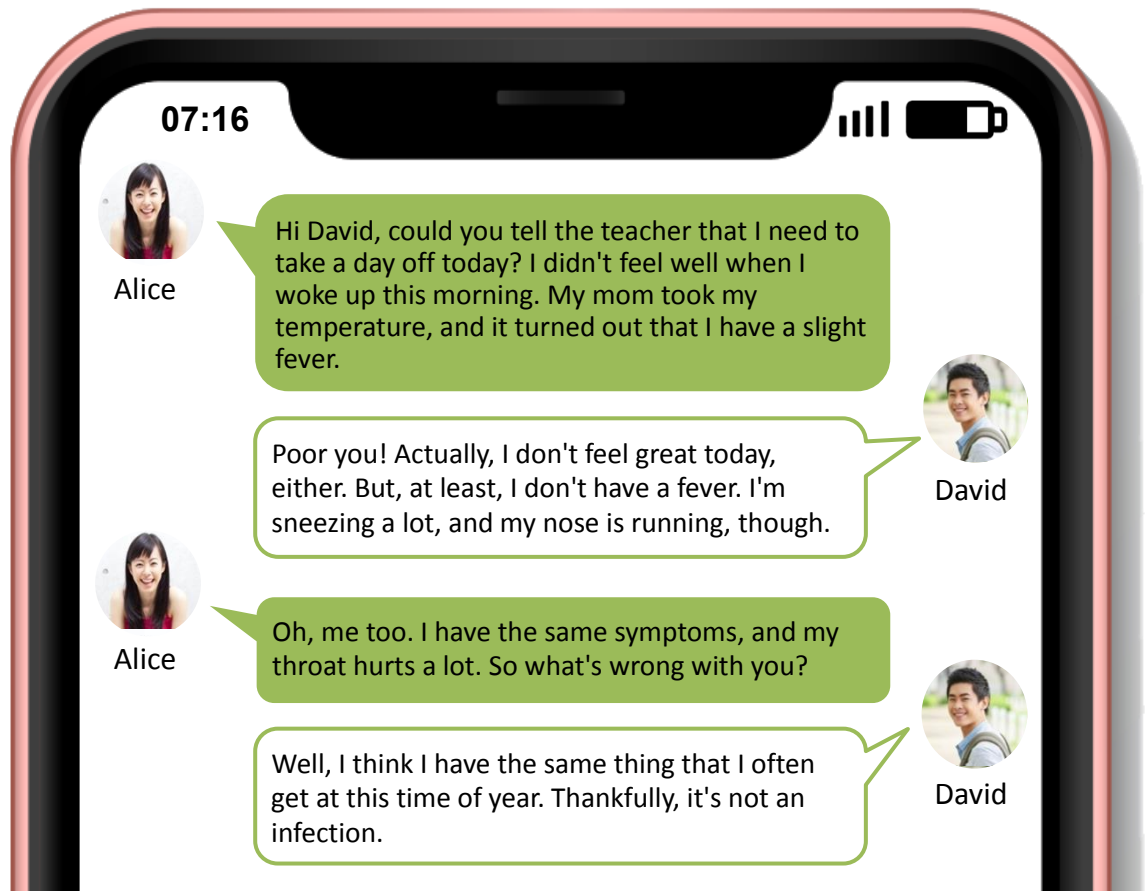 07:16
Hi David, could you tell the teacher that I need to
take a day off today? I didn't feel well when I
woke up this morning. My mom took my
temperature, and it turned out that I have a slight
fever.
Alice
Poor you! Actually, I don't feel great today,
either. But, at least, I don't have a fever. I'm
sneezing a lot, and my nose is running, though.
David
Oh, me too. I have the same symptoms, and my
throat hurts a lot. So what's wrong with you?
Alice
Well, I think I have the same thing that I often
get at this time of year. Thankfully, it's not an
infection.
David